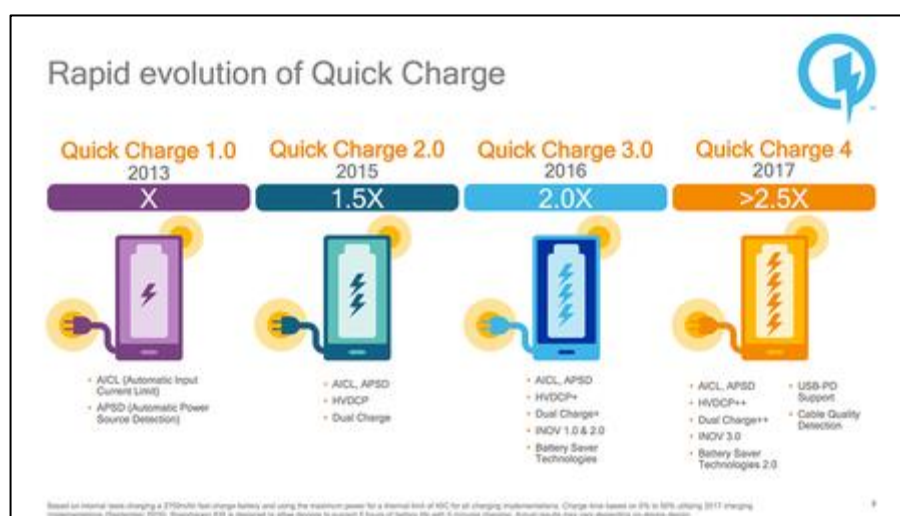 Rapid evolution of Quick Charge
Quick Charge 1.0
2013
X
Quick Charge 2.0
2015
1.5X
Quick Charge 3.0
2016
2.0X
Quick Charge 4
2017
>2.5X
• AICL (Automatic Input
Current Limit)
• APSD (Automatic Power
Source Detection)
• AICL, APSD
• HVDCP
• Dual Charge
• AICL, APSD
• HVDCP+
• Dual Charge+
• INOV 1.0 & 2.0
• Battery Saver
Technologies
• AICL, APSD
• HVDCP++
• Dual Charge++
• INOV 3.0
• Battery Saver
Technologies 2.0
• USB-PD
Support
• Cable Quality
Detection